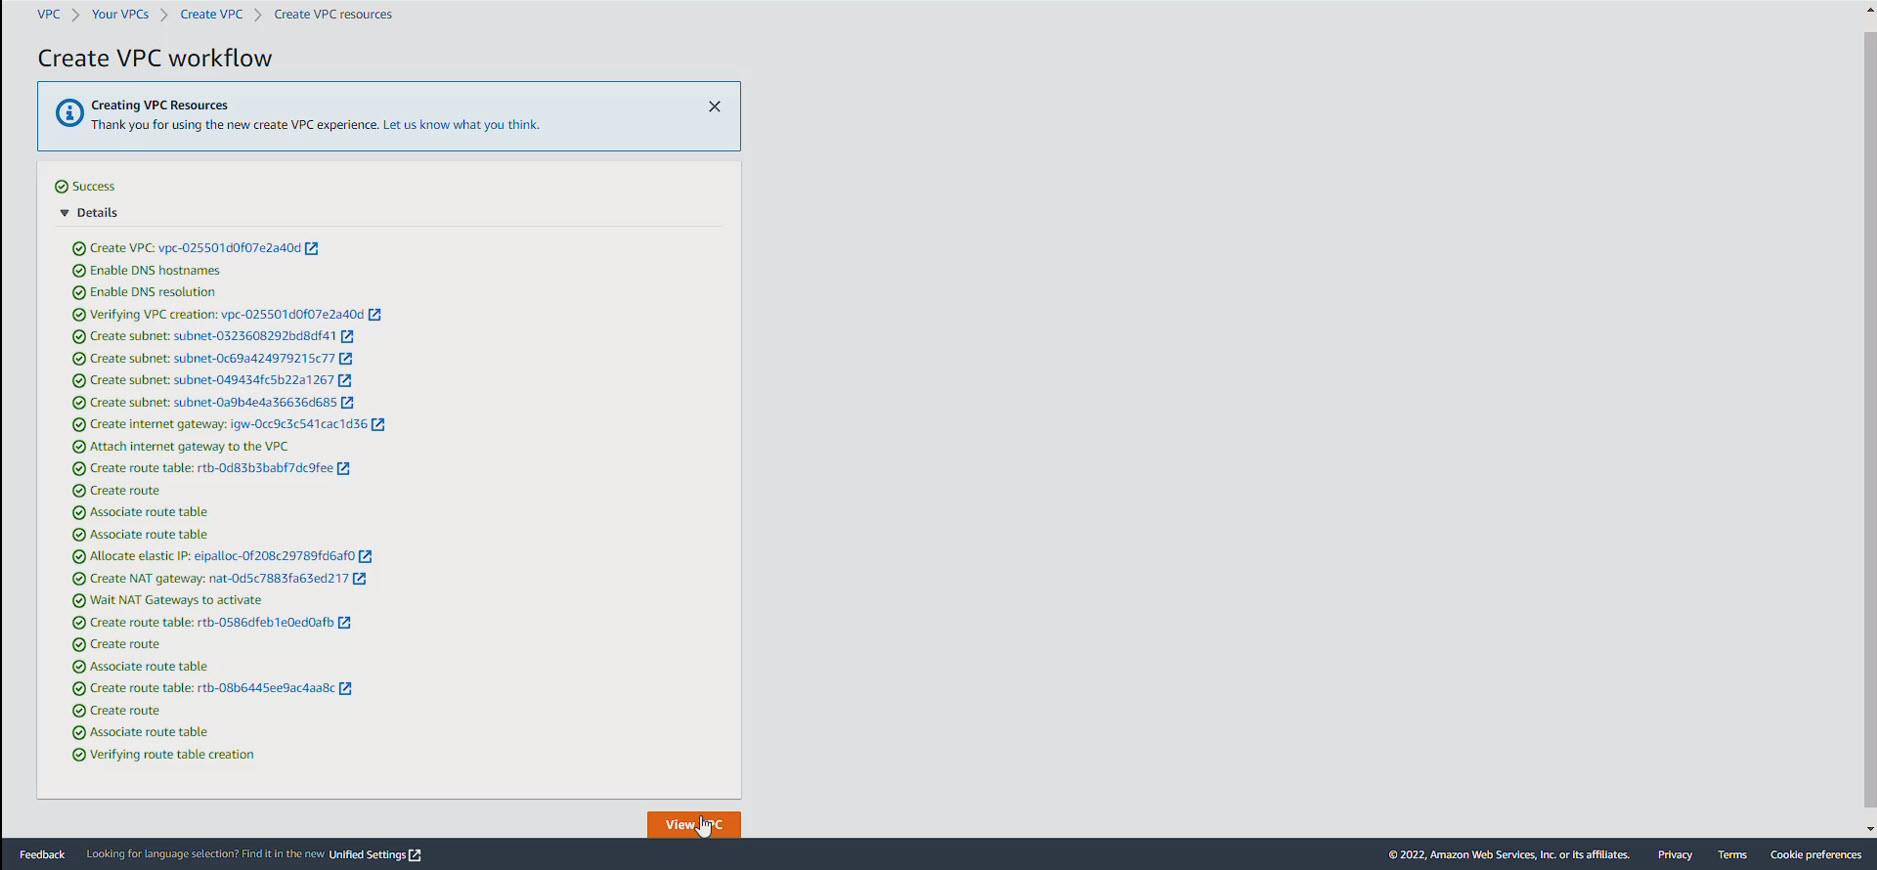 VPC > Your VPCs > Create VPC > Create VPC resources
Create VPC workflow
Creating VPC Resources
Thank you for using the new create VPC experience. Let us know what you think.
Success
Details
Create VPC: vpc-025501d0f07e2a40d
Enable DNS hostnames
Enable DNS resolution
Verifying VPC creation: vpc-025501d0f07e2a40d
Create subnet: subnet-0323608292bd8df41
Create subnet: subnet-0c69a424979215c77
Create subnet: subnet-049434fc5b22a1267
Create subnet: subnet-0a9b4e4a36636d685
Create internet gateway: igw-0cc9c3c541cac1d36
Attach internet gateway to the VPC
Create route table: rtb-0d83b3babf7dc9fee
Create route
Associate route table
Associate route table
Allocate elastic IP: eipalloc-0f208c29789fd6af0
Create NAT gateway: nat-0d5c7883fa63ed217
Wait NAT Gateways to activate
Create route table: rtb-0586dfeb1e0ed0afb
Create route
Associate route table
Create route table: rtb-08b6445ee9ac4aa8c
Create route
Associate route table
Verifying route table creation
View VPC
Feedback Looking for language selection? Find it in the new Unified Settings © 2022, Amazon Web Services, Inc. or its affiliates. Privacy Terms Cookie preferences